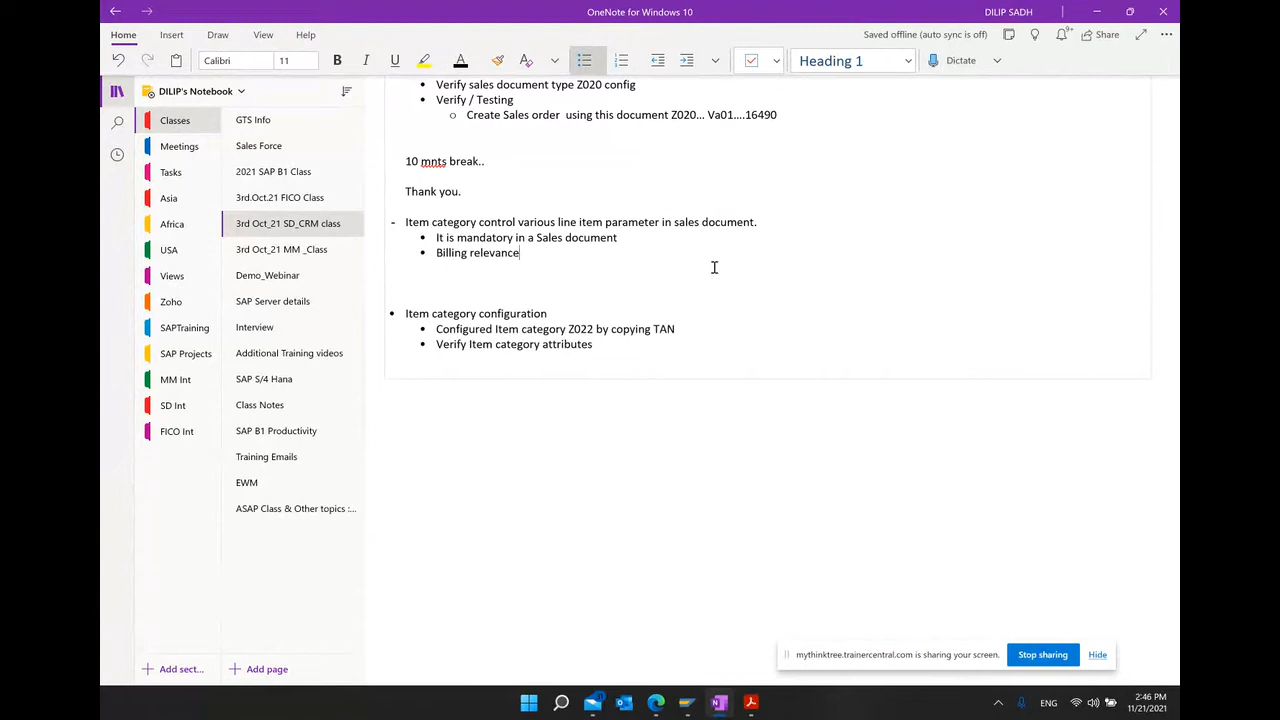 OneNote for Windows 10
DILIP SADH
Home Insert Draw View Help
Saved offline (auto sync is off)
9+
Share
Calibri
11
B I U
A
Heading 1
Dictate
DILIP's Notebook
Classes
Meetings
Tasks
Asia
Africa
USA
Views
Zoho
SAPTraining
SAP Projects
MM Int
SD Int
FICO Int
Add sect...
GTS Info
Sales Force
2021 SAP B1 Class
3rd.Oct.21 FICO Class
3rd Oct_21 SD_CRM class
3rd Oct_21 MM _Class
Demo_Webinar
SAP Server details
Interview
Additional Training videos
SAP S/4 Hana
Class Notes
SAP B1 Productivity
Training Emails
EWM
ASAP Class & Other topics :...
Add page
• Verify sales document type Z020 config
• Verify / Testing
o Create Sales order using this document Z020... Va01....16490
10 mnts break..
Thank you.
- Item category control various line item parameter in sales document.
• It is mandatory in a Sales document
• Billing relevance
• Item category configuration
• Configured Item category Z022 by copying TAN
• Verify Item category attributes
mythinktree.trainercentral.com is sharing your screen.
Stop sharing
Hide
ENG
2:46 PM
11/21/2021